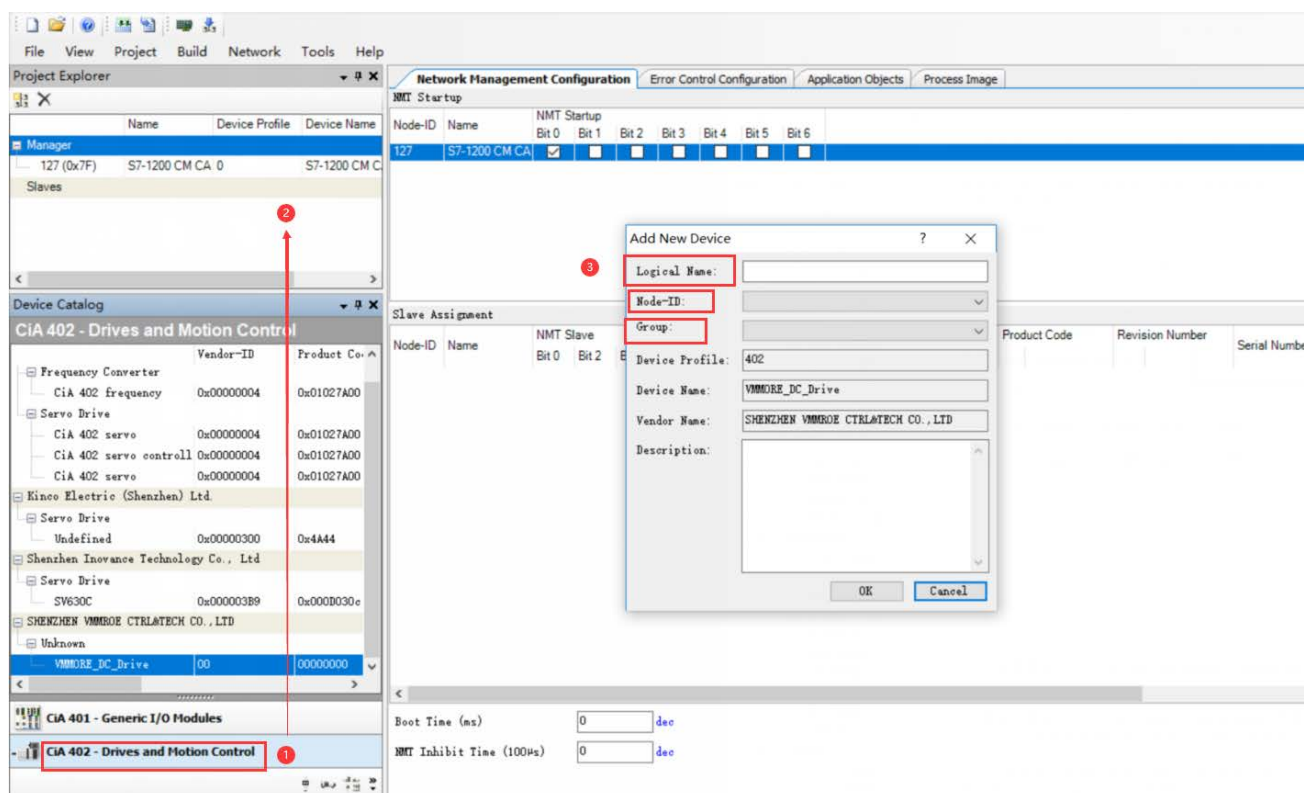 File View Project Build Network Tools Help
Project Explorer
Name Device Profile Device Name
Manager
127 (0x7F) S7-1200 CM CA 0 S7-1200 CM C
Slaves
2
Device Catalog
CiA 402 - Drives and Motion Control
Vendor-ID Product Co.
Frequency Converter
CiA 402 frequency 0x00000004 0x01027A00
Servo Drive
CiA 402 servo 0x00000004 0x01027A00
CiA 402 servo controll 0x00000004 0x01027A00
CiA 402 servo 0x00000004 0x01027A00
Kinco Electric (Shenzhen) Ltd.
Servo Drive
Undefined 0x00000300 0x4A44
Shenzhen Inovance Technology Co., Ltd
Servo Drive
SV630C 0x000003B9 0x000D030c
SHENZHEN VMMROE CTRL&TECH CO.,LTD
Unknown
VMMORE_DC_Drive 00 00000000
CiA 401 - Generic I/O Modules
CiA 402 - Drives and Motion Control 1
Network Management Configuration Error Control Configuration Application Objects Process Image
NMT Startup
Node-ID Name NMT Startup
Bit 0 Bit 1 Bit 2 Bit 3 Bit 4 Bit 5 Bit 6
127 S7-1200 CM CA
Slave Assignment
Node-ID Name NMT Slave Product Code Revision Number Serial Numbe
Bit 0 Bit 2
Add New Device ?
3
Logical Name:
Node-ID:
Group:
Device Profile: 402
Device Name: VMMORE_DC_Drive
Vendor Name: SHENZHEN VMMROE CTRL&TECH CO.,LTD
Description:
OK Cancel
Boot Time (ms) 0 dec
NMT Inhibit Time (100μs) 0 dec